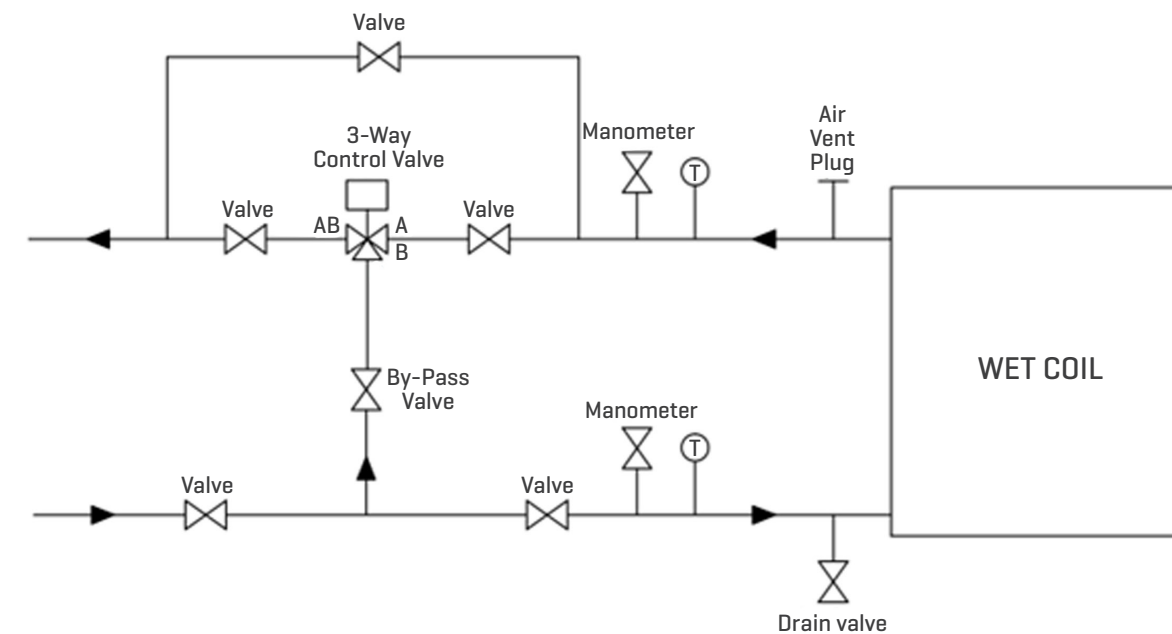 Valve
3-Way
Control Valve
Manometer
T
Air
Vent
Plug
Valve
AB
A
B
Valve
WET COIL
By-Pass
Valve
Manometer
T
Valve
Valve
Drain valve